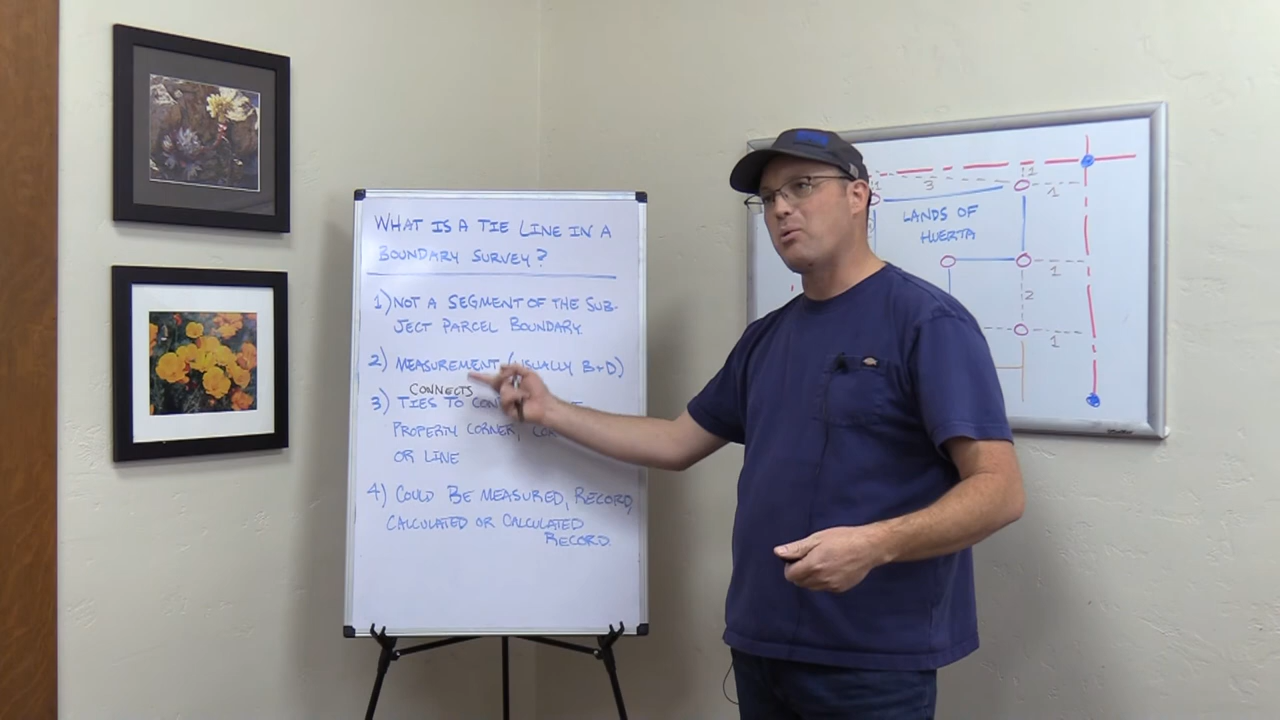 WHAT IS A TIE LINE IN A
BOUNDARY SURVEY?
1) NOT A SEGMENT OF THE SUB-
JECT PARCEL BOUNDARY.
2) MEASUREMENT (USUALLY B+D)
CONNECTS
3) TIES TO
PROPERTY CORNER,
OR LINE
4) COULD BE MEASURED, RECORD,
CALCULATED OR CALCULATED
RECORD.
1
3
1
1
LANDS OF
HUERTA
1
2
1